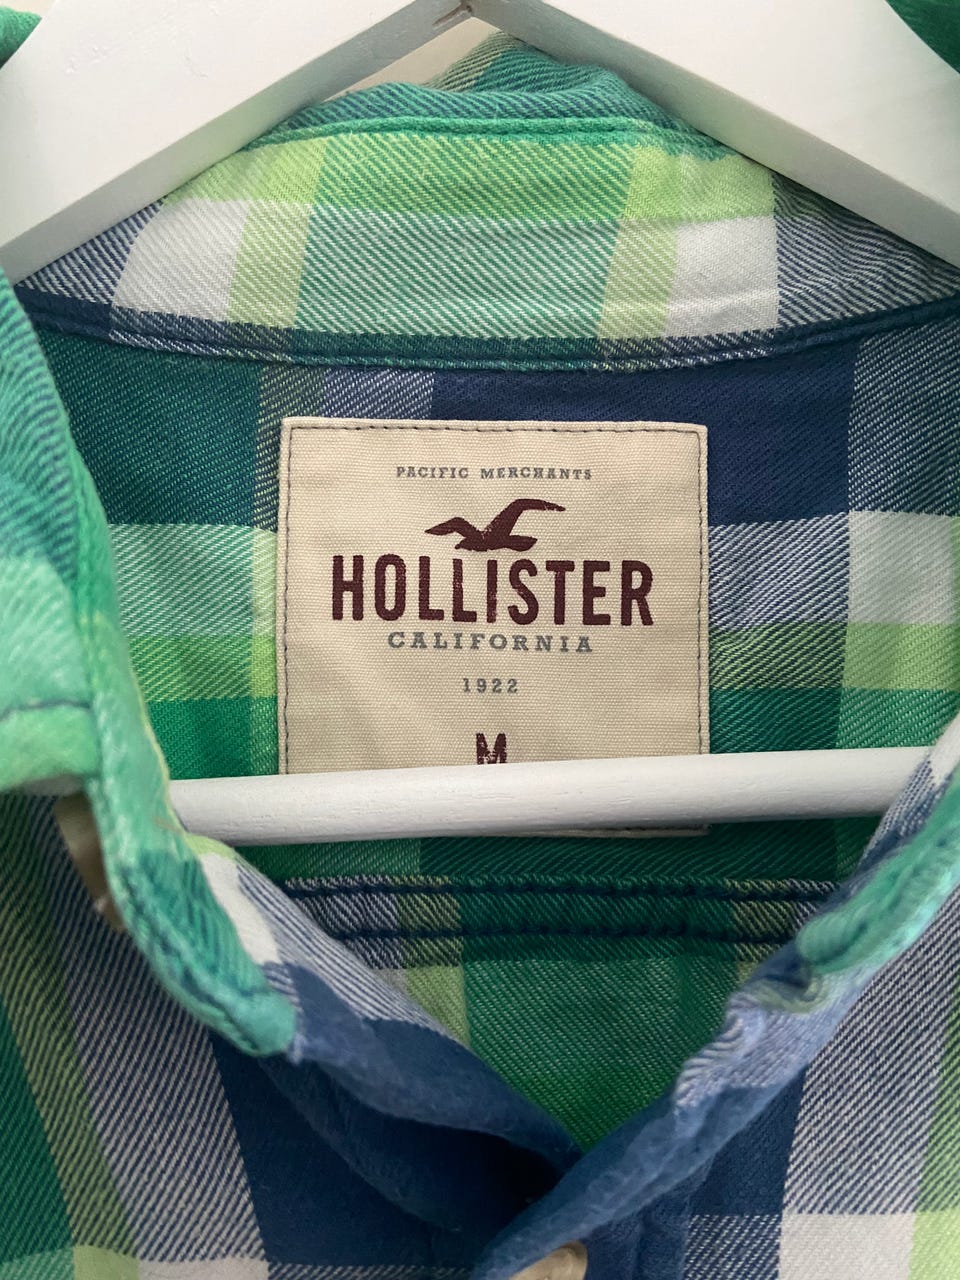 PACIFIC MERCHANTS
HOLLISTER
CALIFORNIA
1922
M